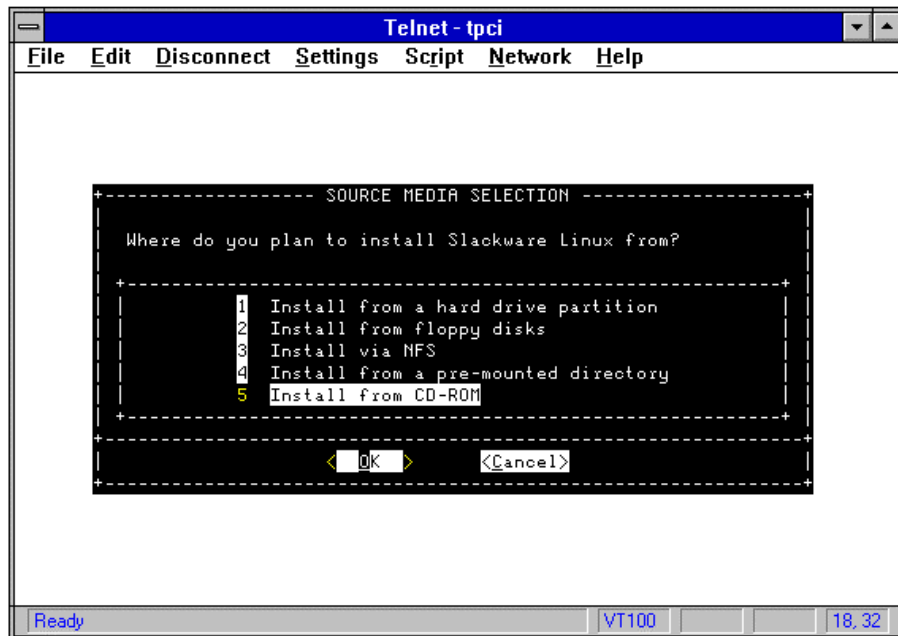 Telnet - tpci
File Edit Disconnect Settings Script Network Help
SOURCE MEDIA SELECTION
Where do you plan to install Slackware Linux from?
1 Install from a hard drive partition
2 Install from floppy disks
3 Install via NFS
4 Install from a pre-mounted directory
5 Install from CD-ROM
< OK > <Cancel>
Ready VT100 18, 32